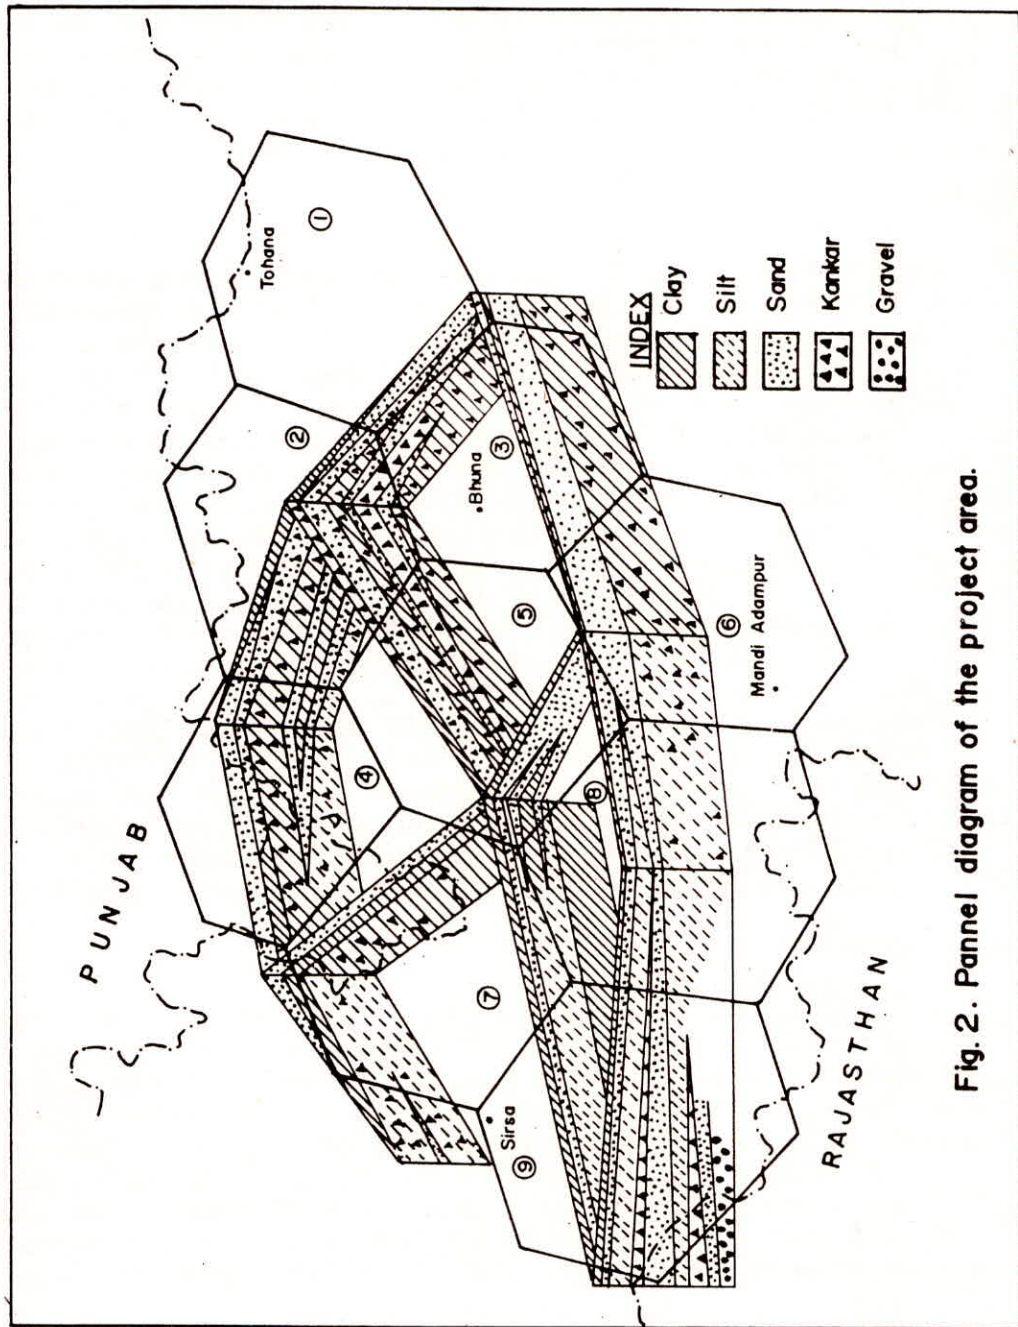 PUNJAB
Tohana
①
②
③
Bhuna
④
⑤
⑥
Mandi Adampur
⑦
⑧
Sirsa
⑨
RAJASTHAN
INDEX
Clay
Silt
Sand
Kankar
Gravel
Fig. 2. Pannel diagram of the project area.